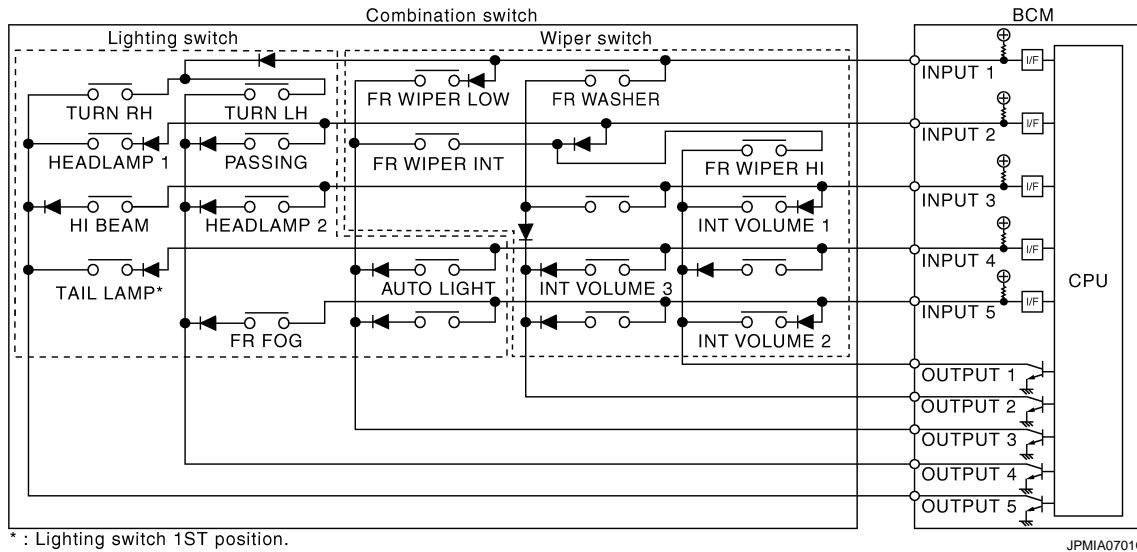 Combination switch
BCM
Lighting switch
Wiper switch
INPUT 1
I/F
TURN RH
TURN LH
FR WIPER LOW
FR WASHER
INPUT 2
I/F
HEADLAMP 1
PASSING
FR WIPER INT
FR WIPER HI
INPUT 3
I/F
HI BEAM
HEADLAMP 2
INT VOLUME 1
INPUT 4
I/F
CPU
TAIL LAMP*
AUTO LIGHT
INT VOLUME 3
INPUT 5
I/F
FR FOG
INT VOLUME 2
OUTPUT 1
OUTPUT 2
OUTPUT 3
OUTPUT 4
OUTPUT 5
* : Lighting switch 1ST position.